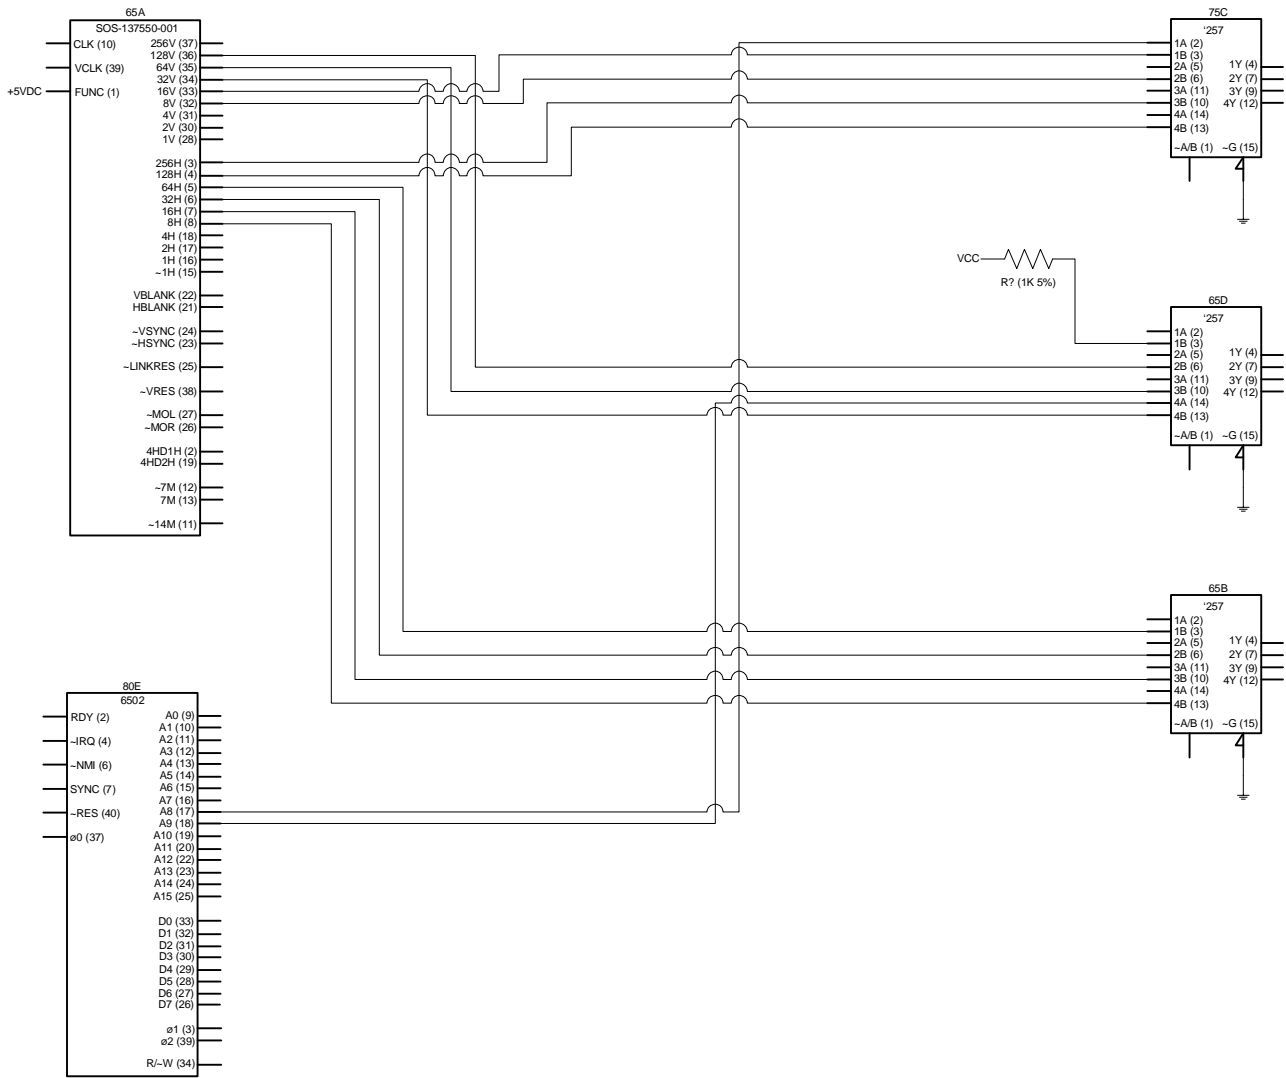 65A
SOS-137550-001
CLK (10)
VCLK (39)
+5VDC
FUNC (1)
256V (37)
128V (36)
64V (35)
32V (34)
16V (33)
8V (32)
4V (31)
2V (30)
1V (28)
256H (3)
128H (4)
64H (5)
32H (6)
16H (7)
8H (8)
4H (18)
2H (17)
1H (16)
~1H (15)
VBLANK (22)
HBLANK (21)
~VSYNC (24)
~HSYNC (23)
~LINKRES (25)
~VRES (38)
~MOL (27)
~MOR (26)
4HD1H (2)
4HD2H (19)
~7M (12)
7M (13)
~14M (11)
80E
6502
RDY (2)
~IRQ (4)
~NMI (6)
SYNC (7)
~RES (40)
ø0 (37)
A0 (9)
A1 (10)
A2 (11)
A3 (12)
A4 (13)
A5 (14)
A6 (15)
A7 (16)
A8 (17)
A9 (18)
A10 (19)
A11 (20)
A12 (22)
A13 (23)
A14 (24)
A15 (25)
D0 (33)
D1 (32)
D2 (31)
D3 (30)
D4 (29)
D5 (28)
D6 (27)
D7 (26)
ø1 (3)
ø2 (39)
R/~W (34)
VCC
R? (1K 5%)
75C
'257
1A (2)
1B (3)
2A (5)
2B (6)
3A (11)
3B (10)
4A (14)
4B (13)
1Y (4)
2Y (7)
3Y (9)
4Y (12)
~A/B (1) ~G (15)
65D
'257
1A (2)
1B (3)
2A (5)
2B (6)
3A (11)
3B (10)
4A (14)
4B (13)
1Y (4)
2Y (7)
3Y (9)
4Y (12)
~A/B (1) ~G (15)
65B
'257
1A (2)
1B (3)
2A (5)
2B (6)
3A (11)
3B (10)
4A (14)
4B (13)
1Y (4)
2Y (7)
3Y (9)
4Y (12)
~A/B (1) ~G (15)